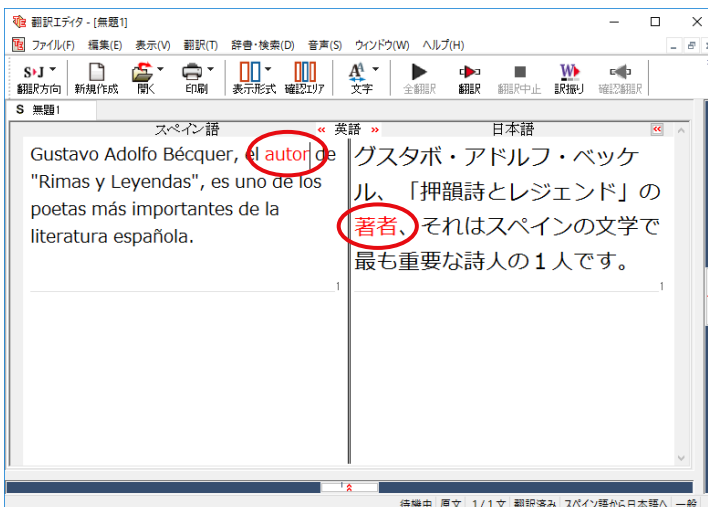 翻訳エディタ - [無題1]
ファイル(F) 編集(E) 表示(V) 翻訳(T) 辞書・検索(D) 音声(S) ウィンドウ(W) ヘルプ(H)
S›J
翻訳方向 新規作成 開く 印刷 表示形式 確認エリア 文字 全翻訳 翻訳 翻訳中止 訳振り 確認翻訳
S 無題1
スペイン語 « 英語 » 日本語 «
Gustavo Adolfo Bécquer, el autor de
"Rimas y Leyendas", es uno de los
poetas más importantes de la
literatura española.
1
グスタボ・アドルフ・ベッケ
ル、「押韻詩とレジェンド」の
著者、それはスペインの文学で
最も重要な詩人の１人です。
1
1
待機中 原文 1/1文 翻訳済み スペイン語から日本語へ 一般